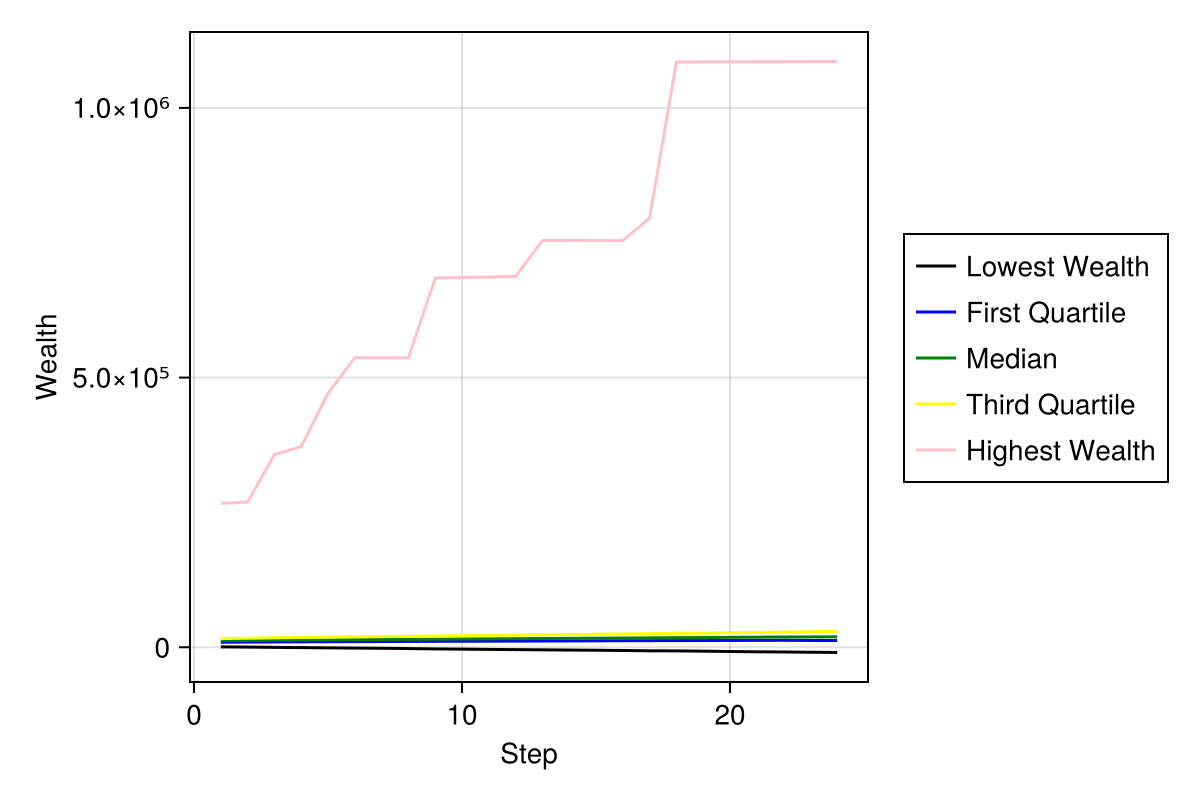 1.0×10⁶
5.0×10⁵
0
Wealth
0 10 20
Step
Lowest Wealth
First Quartile
Median
Third Quartile
Highest Wealth